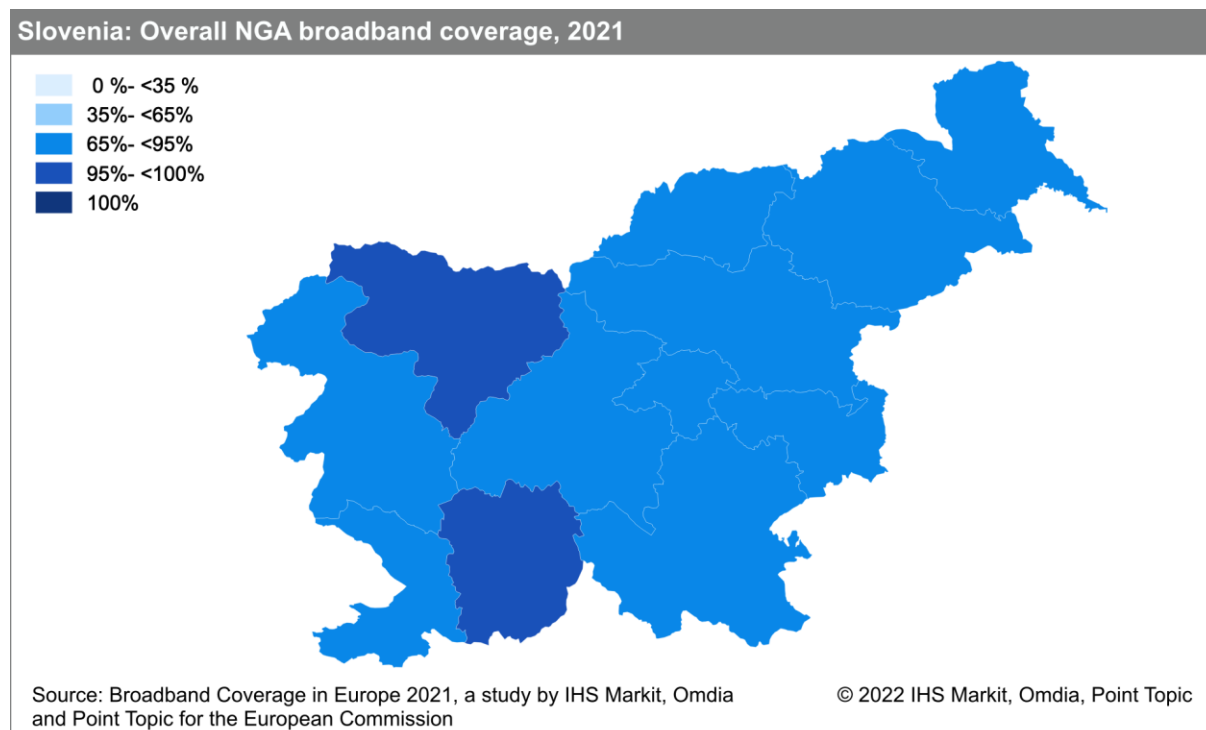 Slovenia: Overall NGA broadband coverage, 2021
0 %- <35 %
35%- <65%
65%- <95%
95%- <100%
100%
Source: Broadband Coverage in Europe 2021, a study by IHS Markit, Omdia
and Point Topic for the European Commission
© 2022 IHS Markit, Omdia, Point Topic